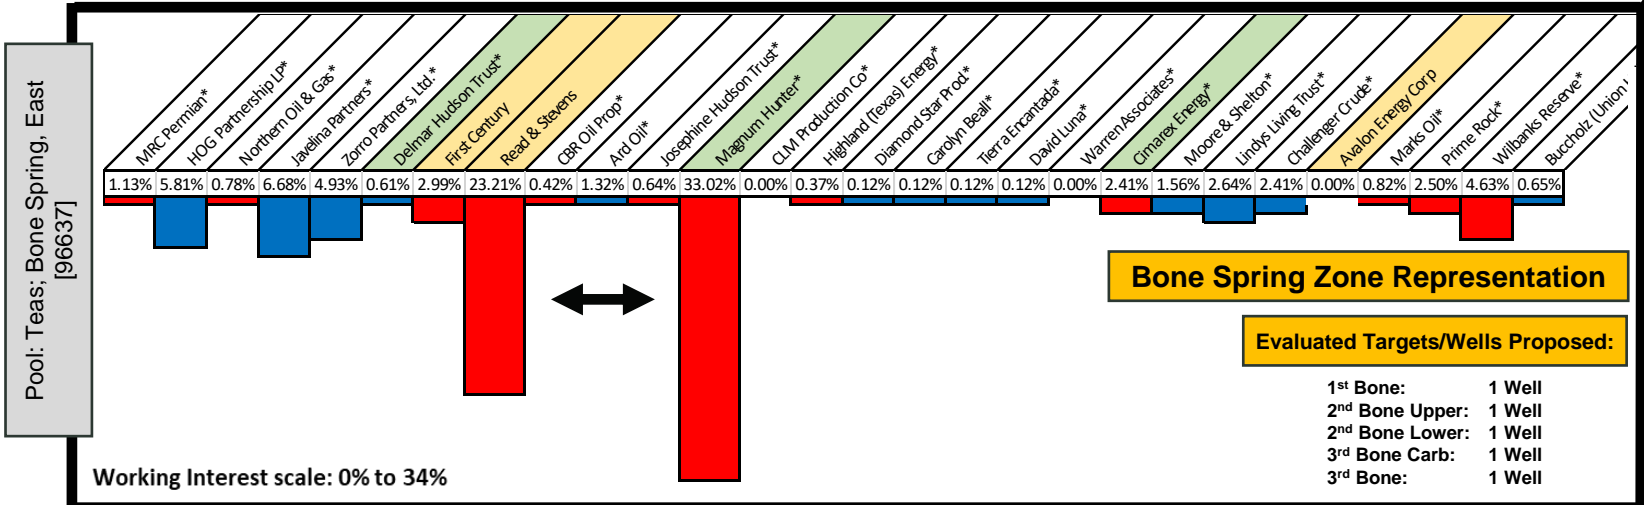 Pool: Teas; Bone Spring, East
[96637]
MRC Permian*
HOG Partnership LP*
Northern Oil & Gas*
Javelina Partners*
Zorro Partners, Ltd.*
Delmar Hudson Trust*
First Century
Read & Stevens
CBR Oil Prop*
Ard Oil*
Josephine Hudson Trust*
Magnum Hunter*
CLM Production Co*
Highland (Texas) Energy*
Diamond Star Prod*
Carolyn Beall*
Tierra Encantada*
David Luna*
Warren Associates*
Cimarex Energy*
Moore & Shelton*
Lindys Living Trust*
Challenger Crude*
Avalon Energy Corp
Marks Oil*
Prime Rock*
Wilbanks Reserve*
Buccholz (Union
1.13% 5.81% 0.78% 6.68% 4.93% 0.61% 2.99% 23.21% 0.42% 1.32% 0.64% 33.02% 0.00% 0.37% 0.12% 0.12% 0.12% 0.12% 0.00% 2.41% 1.56% 2.64% 2.41% 0.00% 0.82% 2.50% 4.63% 0.65%
Bone Spring Zone Representation
Evaluated Targets/Wells Proposed:
1st Bone: 1 Well
2nd Bone Upper: 1 Well
2nd Bone Lower: 1 Well
3rd Bone Carb: 1 Well
3rd Bone: 1 Well
Working Interest scale: 0% to 34%